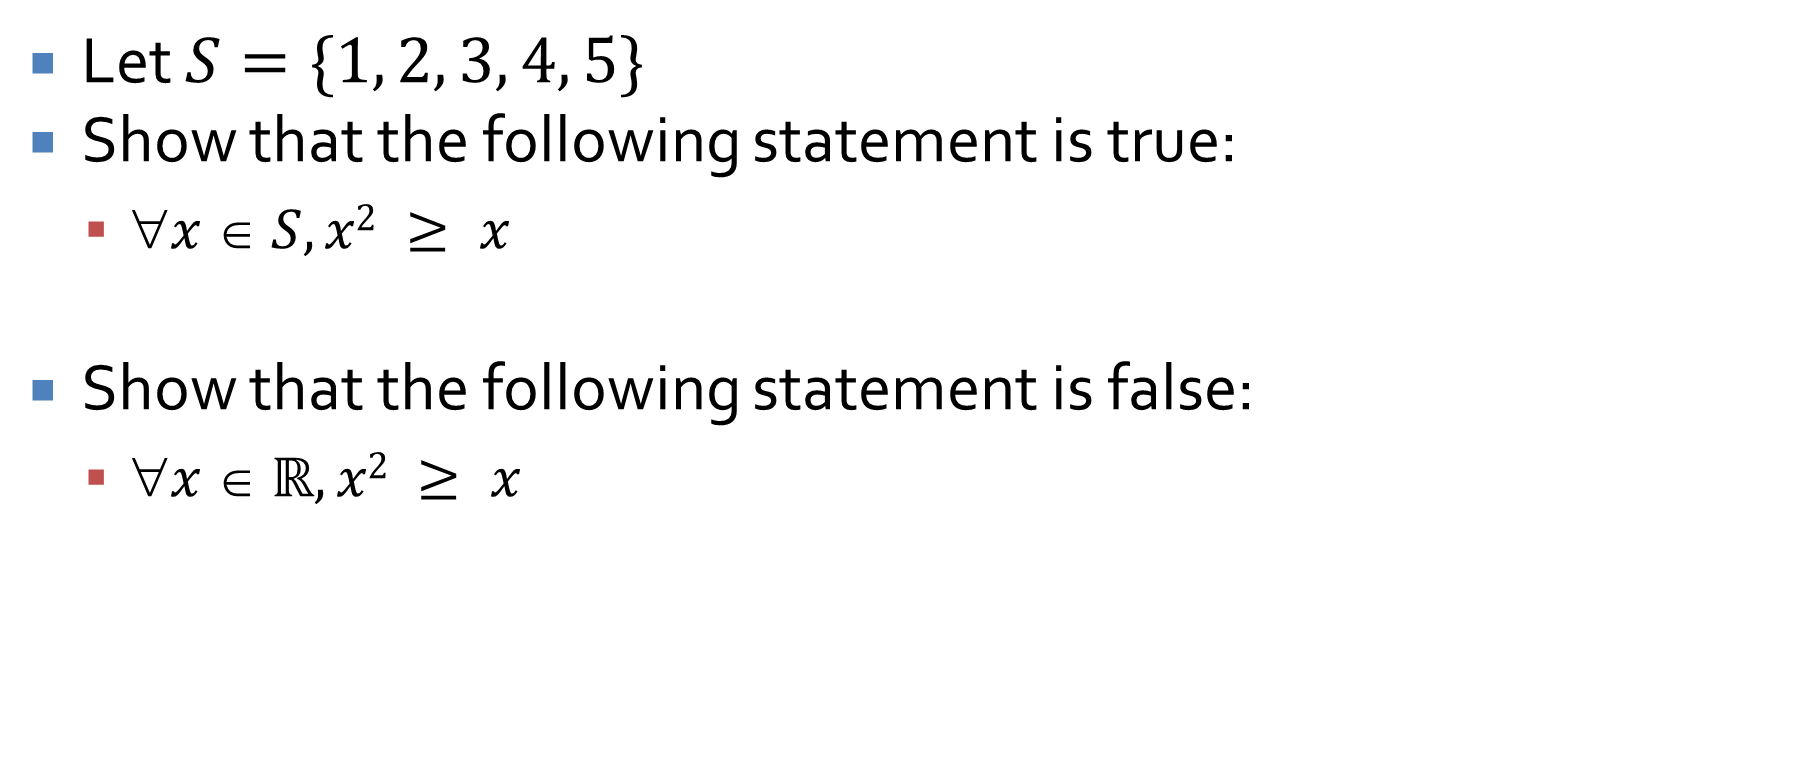 ▪ Let 𝑆 = {1, 2, 3, 4, 5}
▪ Show that the following statement is true:
▪ ∀𝑥 ∈ 𝑆, 𝑥² ≥ 𝑥
▪ Show that the following statement is false:
▪ ∀𝑥 ∈ ℝ, 𝑥² ≥ 𝑥